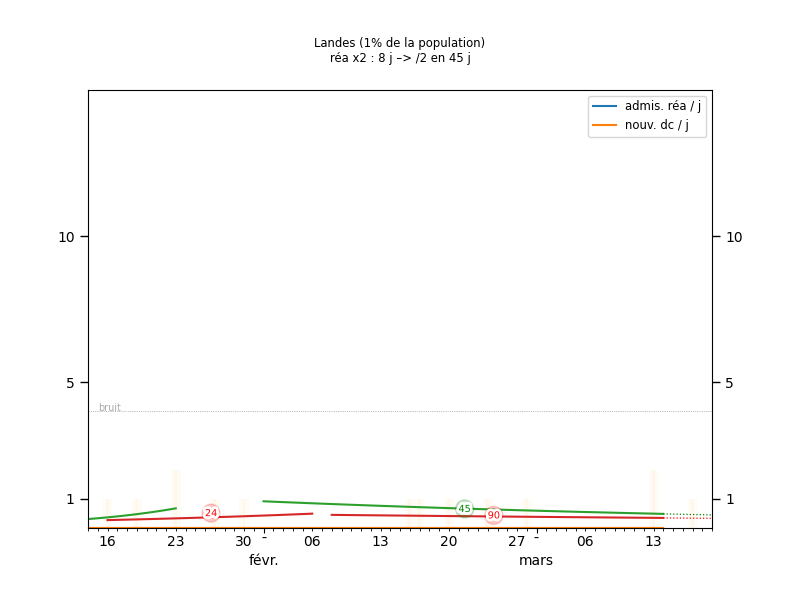 Landes (1% de la population)
réa x2 : 8 j –> /2 en 45 j
admis. réa / j
nouv. dc / j
10 10
5 5
bruit
1 1
24 45 90
16 23 30 - 06 13 20 27 - 06 13
févr. mars